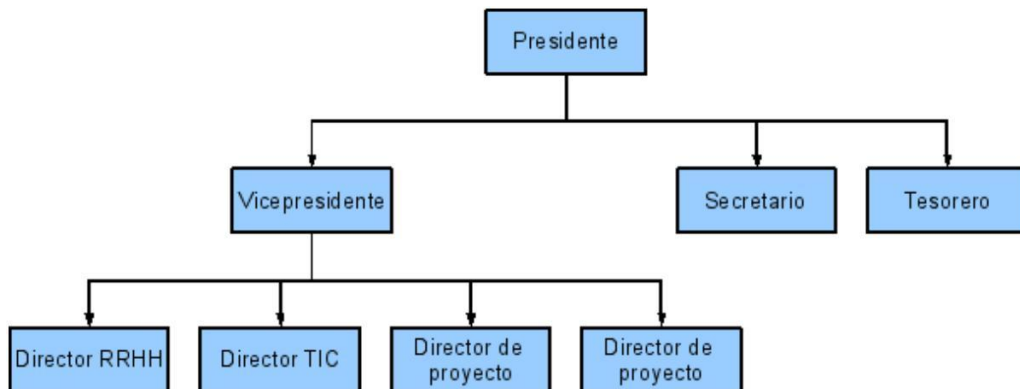 Presidente
Vicepresidente
Secretario
Tesorero
Director RRHH
Director TIC
Director de
proyecto
Director de
proyecto